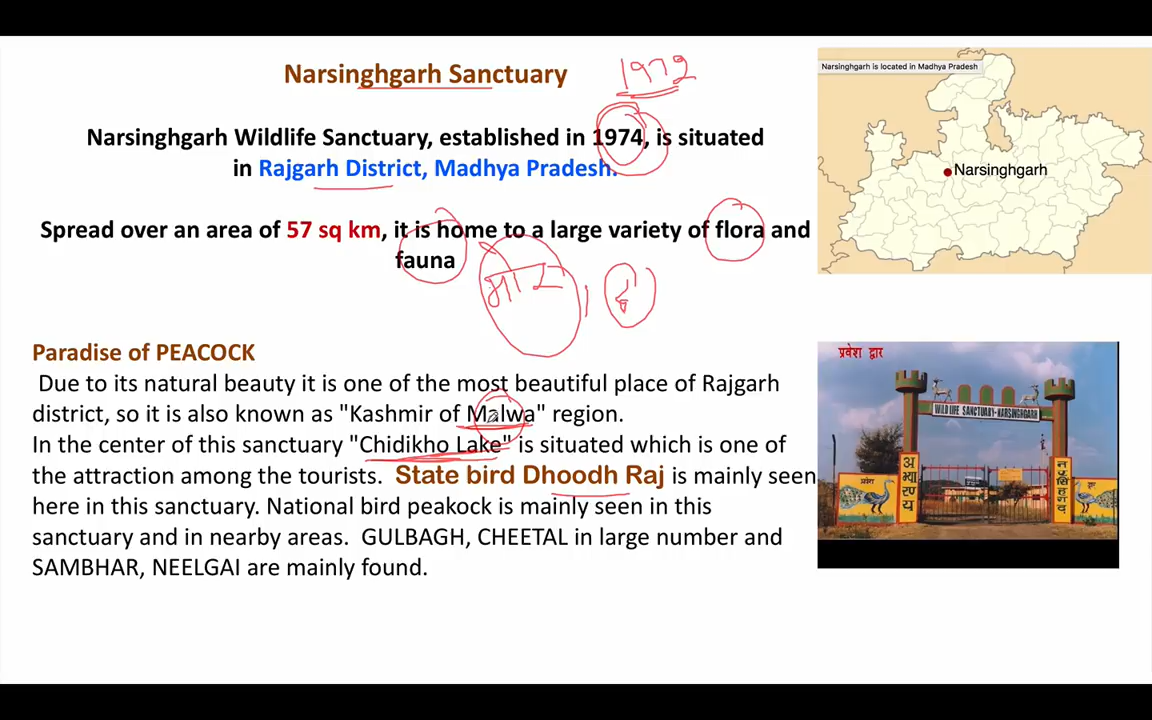 Narsinghgarh Sanctuary
1972
Narsinghgarh Wildlife Sanctuary, established in 1974, is situated
in Rajgarh District, Madhya Pradesh.
Spread over an area of 57 sq km, it is home to a large variety of flora and
fauna
Paradise of PEACOCK
Due to its natural beauty it is one of the most beautiful place of Rajgarh
district, so it is also known as "Kashmir of Malwa" region.
In the center of this sanctuary "Chidikho Lake" is situated which is one of
the attraction among the tourists. State bird Dhoodh Raj is mainly seen
here in this sanctuary. National bird peakock is mainly seen in this
sanctuary and in nearby areas. GULBAGH, CHEETAL in large number and
SAMBHAR, NEELGAI are mainly found.
Narsinghgarh is located in Madhya Pradesh
Narsinghgarh
प्रवेश द्वार
WILD LIFE SANCTUARY-NARSINGHGARH
अभ्यारण्य
नरसिंहगढ़